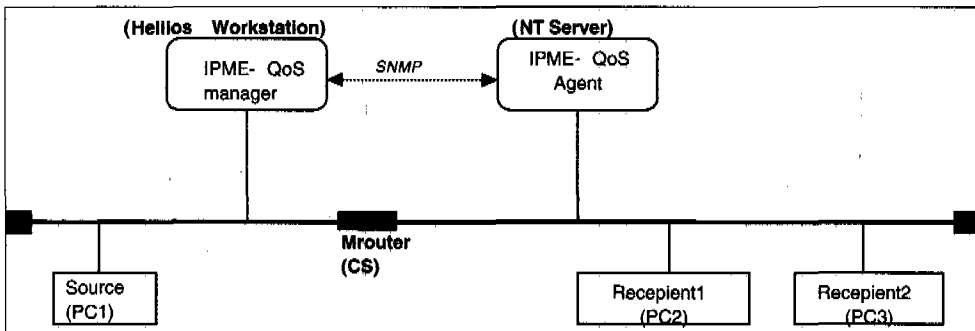 (Helios Workstation)
IPME- QoS
manager
SNMP
(NT Server)
IPME- QoS
Agent
Mrouter
(CS)
Source
(PC1)
Recepient1
(PC2)
Recepient2
(PC3)